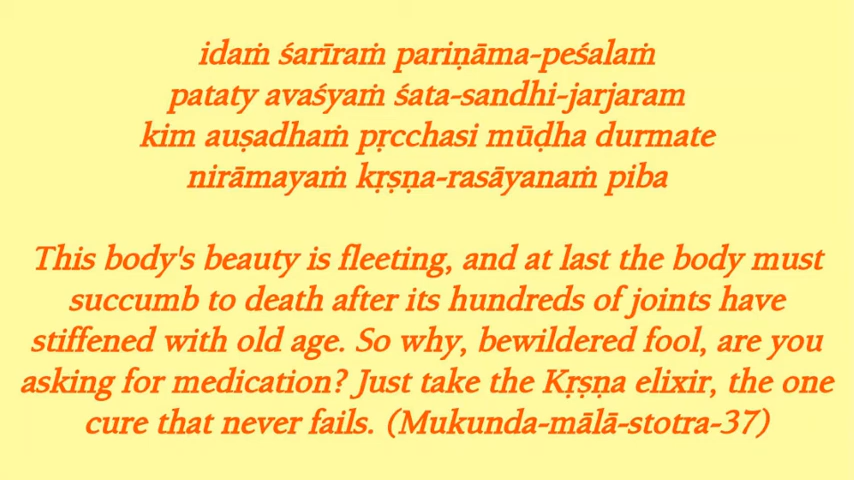 idaṁ śarīraṁ pariṇāma-peśalaṁ
pataty avaśyaṁ śata-sandhi-jarjaram
kim auṣadhaṁ pṛcchasi mūḍha durmate
nirāmayaṁ kṛṣṇa-rasāyanaṁ piba
This body's beauty is fleeting, and at last the body must
succumb to death after its hundreds of joints have
stiffened with old age. So why, bewildered fool, are you
asking for medication? Just take the Kṛṣṇa elixir, the one
cure that never fails. (Mukunda-mālā-stotra-37)